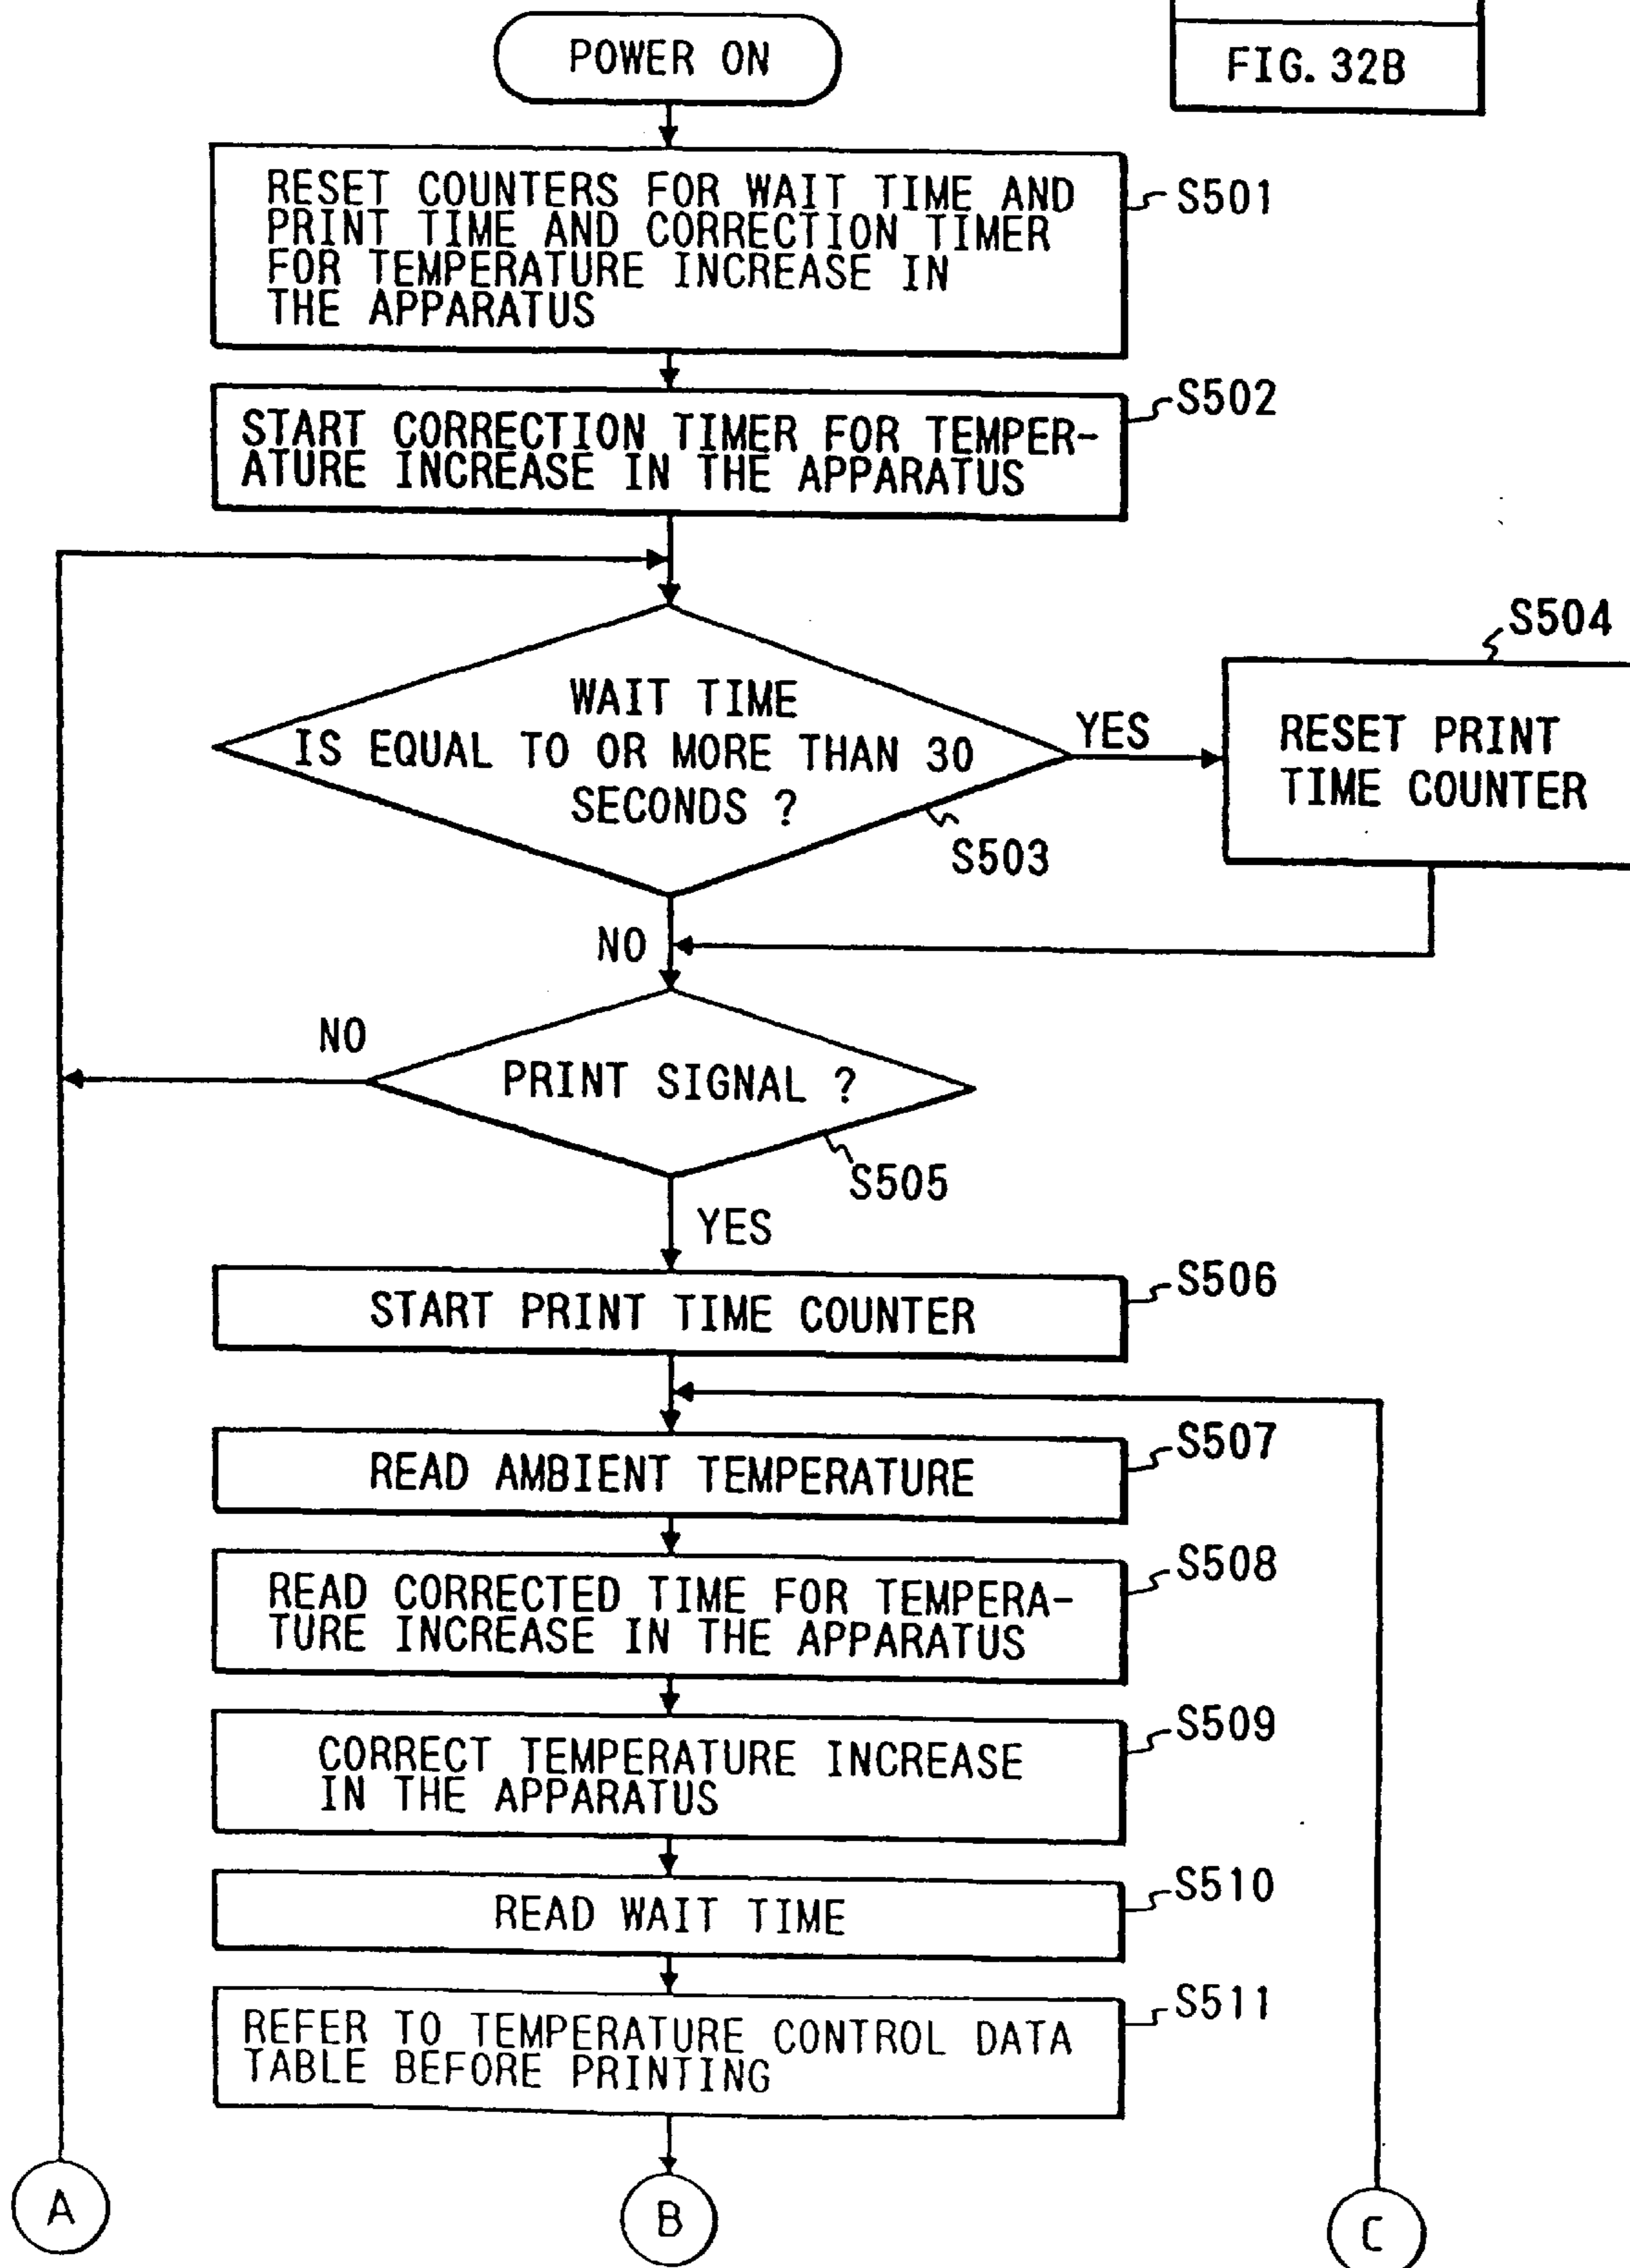 FIG. 32B
POWER ON
RESET COUNTERS FOR WAIT TIME AND
PRINT TIME AND CORRECTION TIMER
FOR TEMPERATURE INCREASE IN
THE APPARATUS
S501
START CORRECTION TIMER FOR TEMPER-
ATURE INCREASE IN THE APPARATUS
S502
WAIT TIME
IS EQUAL TO OR MORE THAN 30
SECONDS ?
S503
YES
S504
RESET PRINT
TIME COUNTER
NO
PRINT SIGNAL ?
NO
S505
YES
START PRINT TIME COUNTER
S506
READ AMBIENT TEMPERATURE
S507
READ CORRECTED TIME FOR TEMPERA-
TURE INCREASE IN THE APPARATUS
S508
CORRECT TEMPERATURE INCREASE
IN THE APPARATUS
S509
READ WAIT TIME
S510
REFER TO TEMPERATURE CONTROL DATA
TABLE BEFORE PRINTING
S511
A
B
C